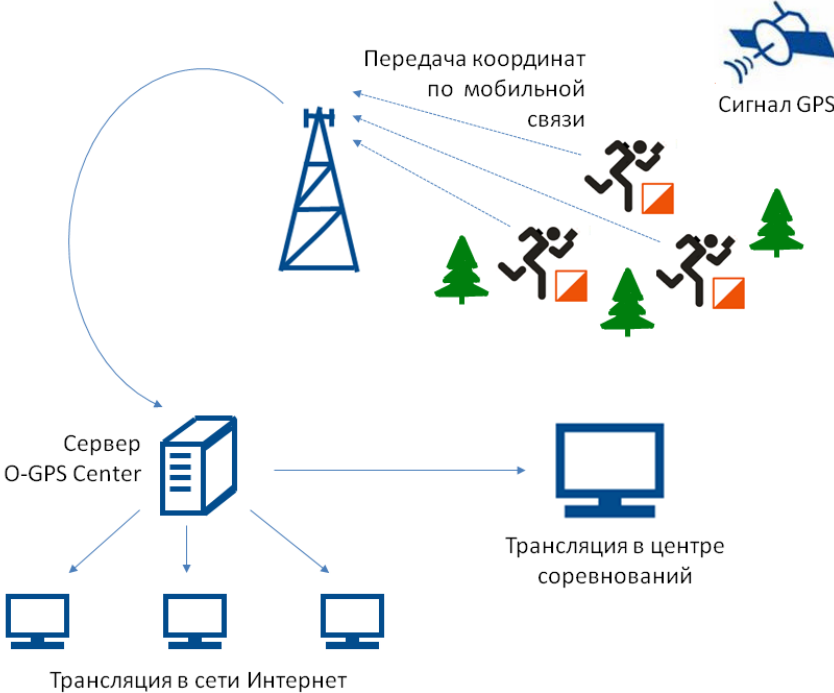 Передача координат
по мобильной
связи
Сигнал GPS
Сервер
O-GPS Center
Трансляция в центре
соревнований
Трансляция в сети Интернет